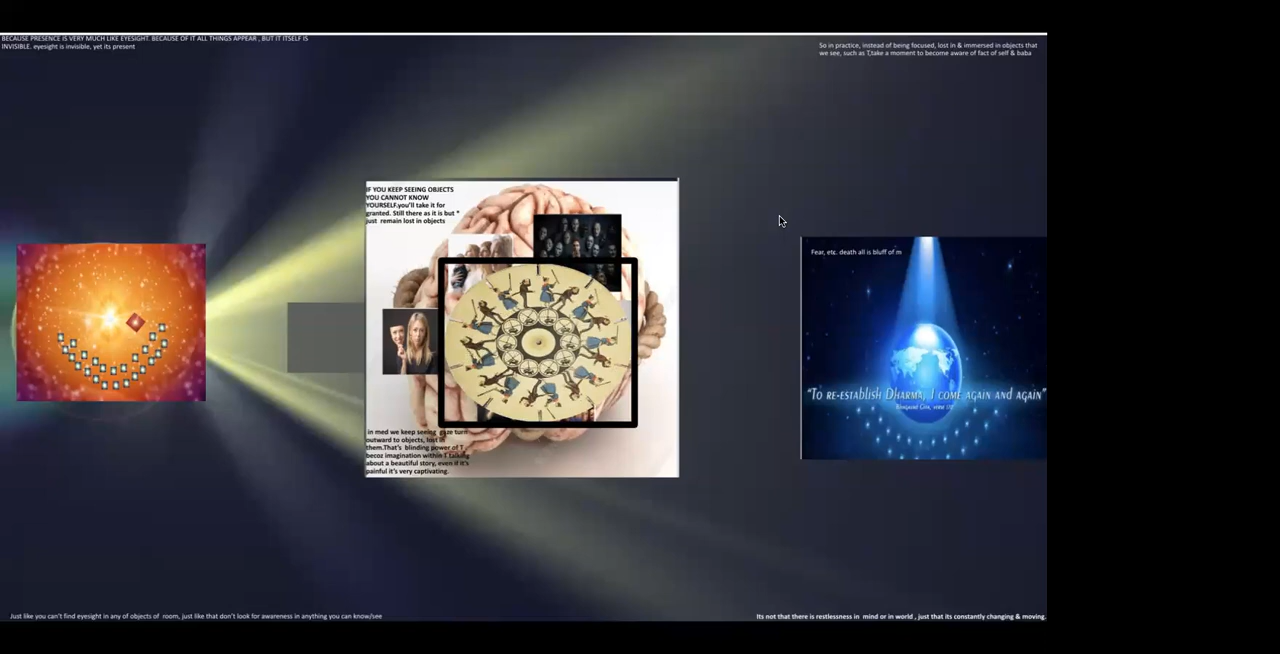 BECAUSE PRESENCE IS VERY MUCH LIKE EYESIGHT. BECAUSE OF IT ALL THINGS APPEAR , BUT IT ITSELF IS
INVISIBLE. eyesight is invisible, yet its present
So in practice, instead of being focused, lost in & immersed in objects that
we see, such as T,take a moment to become aware of fact of self & baba
IF YOU KEEP SEEING OBJECTS
YOU CANNOT KNOW
YOURSELF.you'll take it for
granted. Still there as it is but *
just remain lost in objects
Fear, etc. death all is bluff of m
"To re-establish Dharma, I come again and again"
Bhagavad Gita, verse
in med we keep seeing gaze turn
outward to objects, lost in
them.That's blinding power of T ,
becoz imagination within T talking
about a beautiful story, even if it's
painful it's very captivating.
Just like you can't find eyesight in any of objects of room, just like that don't look for awareness in anything you can know/see
Its not that there is restlessness in mind or in world , just that its constantly changing & moving.